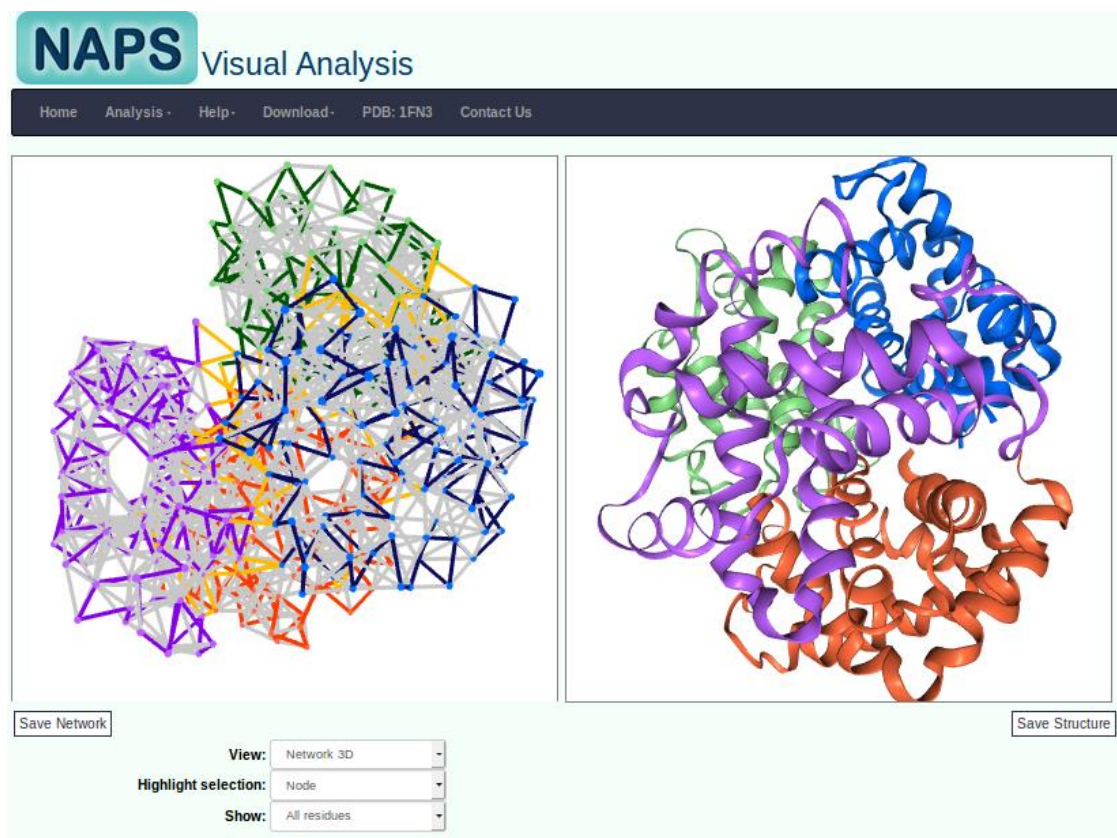 NAPS Visual Analysis
Home Analysis Help Download PDB: 1FN3 Contact Us
Save Network Save Structure
View: Network 3D
Highlight selection: Node
Show: All residues